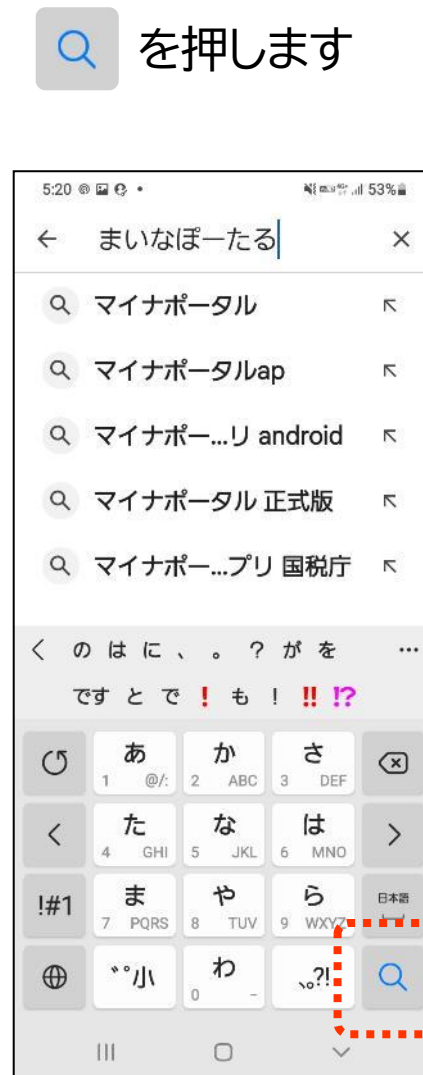 を押します
5:20
53%
まいなぽーたる
マイナポータル
マイナポータルap
マイナポー...リ android
マイナポータル 正式版
マイナポー...プリ 国税庁
の は に 、 。 ? が を ...
です と で ! も ! !! !?
あ 1 @/:
か 2 ABC
さ 3 DEF
た 4 GHI
な 5 JKL
は 6 MNO
!#1
ま 7 PQRS
や 8 TUV
ら 9 WXYZ
日本語
゛゜小
わ 0 -
、。?!